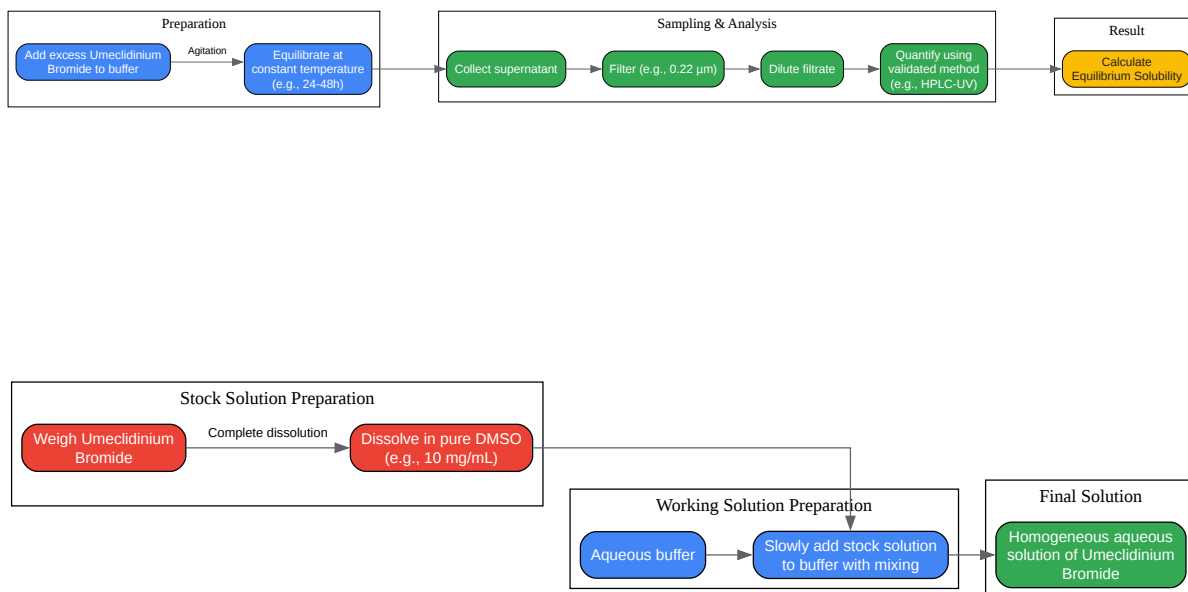 Preparation
Add excess Umeclidinium
Bromide to buffer
Agitation
Equilibrate at
constant temperature
(e.g., 24-48h)
Sampling & Analysis
Collect supernatant
Filter (e.g., 0.22 µm)
Dilute filtrate
Quantify using
validated method
(e.g., HPLC-UV)
Result
Calculate
Equilibrium Solubility
Stock Solution Preparation
Weigh Umeclidinium
Bromide
Complete dissolution
Dissolve in pure DMSO
(e.g., 10 mg/mL)
Working Solution Preparation
Aqueous buffer
Slowly add stock solution
to buffer with mixing
Final Solution
Homogeneous aqueous
solution of Umeclidinium
Bromide